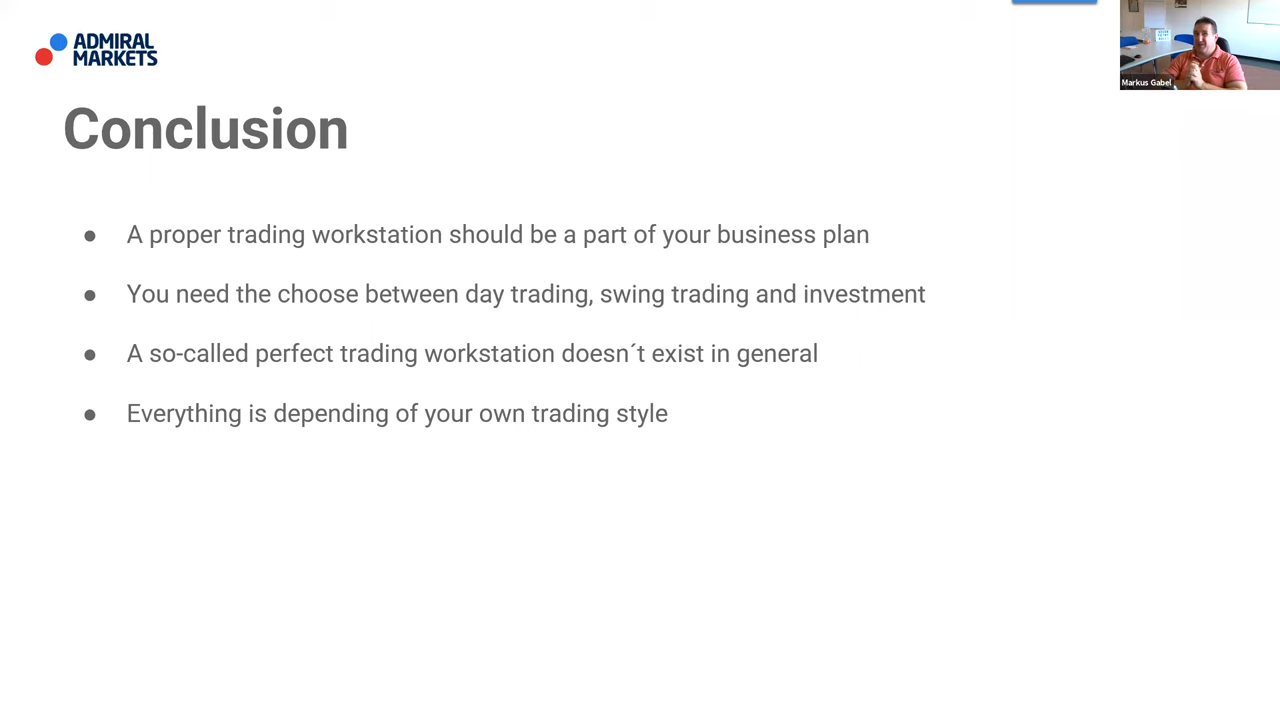 ADMIRAL
MARKETS
Markus Gabel
Conclusion
● A proper trading workstation should be a part of your business plan
● You need the choose between day trading, swing trading and investment
● A so-called perfect trading workstation doesn´t exist in general
● Everything is depending of your own trading style